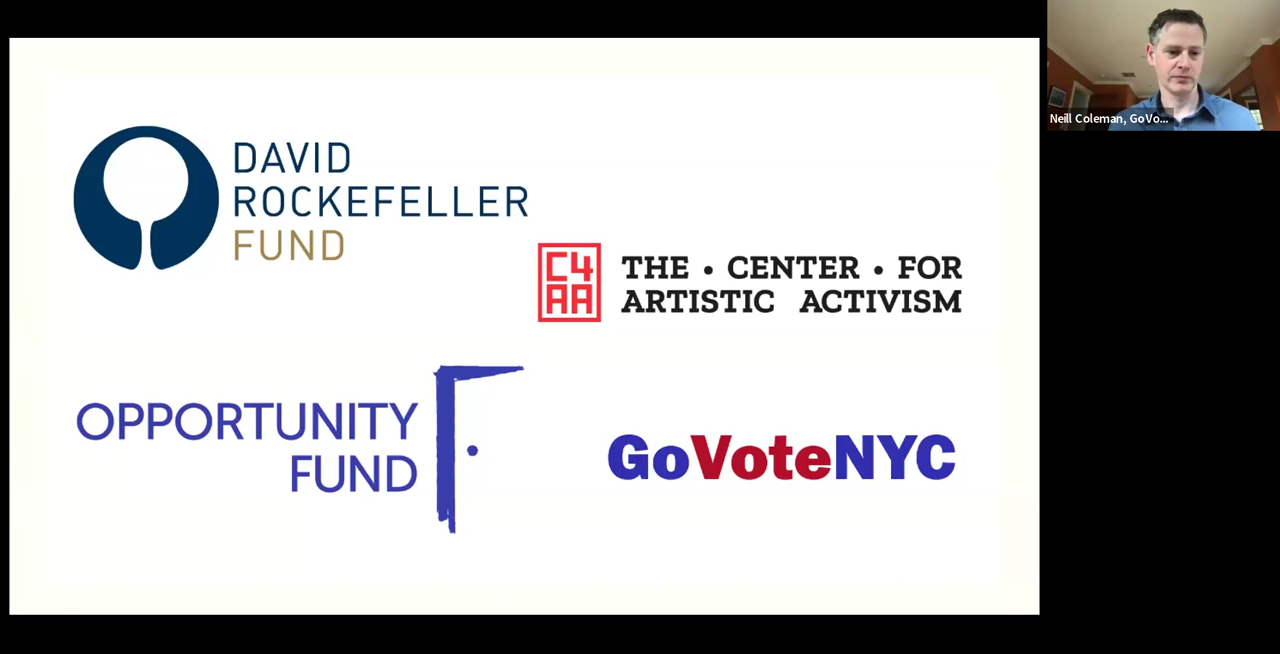 DAVID
ROCKEFELLER
FUND
C4
AA
THE • CENTER • FOR
ARTISTIC ACTIVISM
OPPORTUNITY
FUND
GoVoteNYC
Neill Coleman, GoVo...